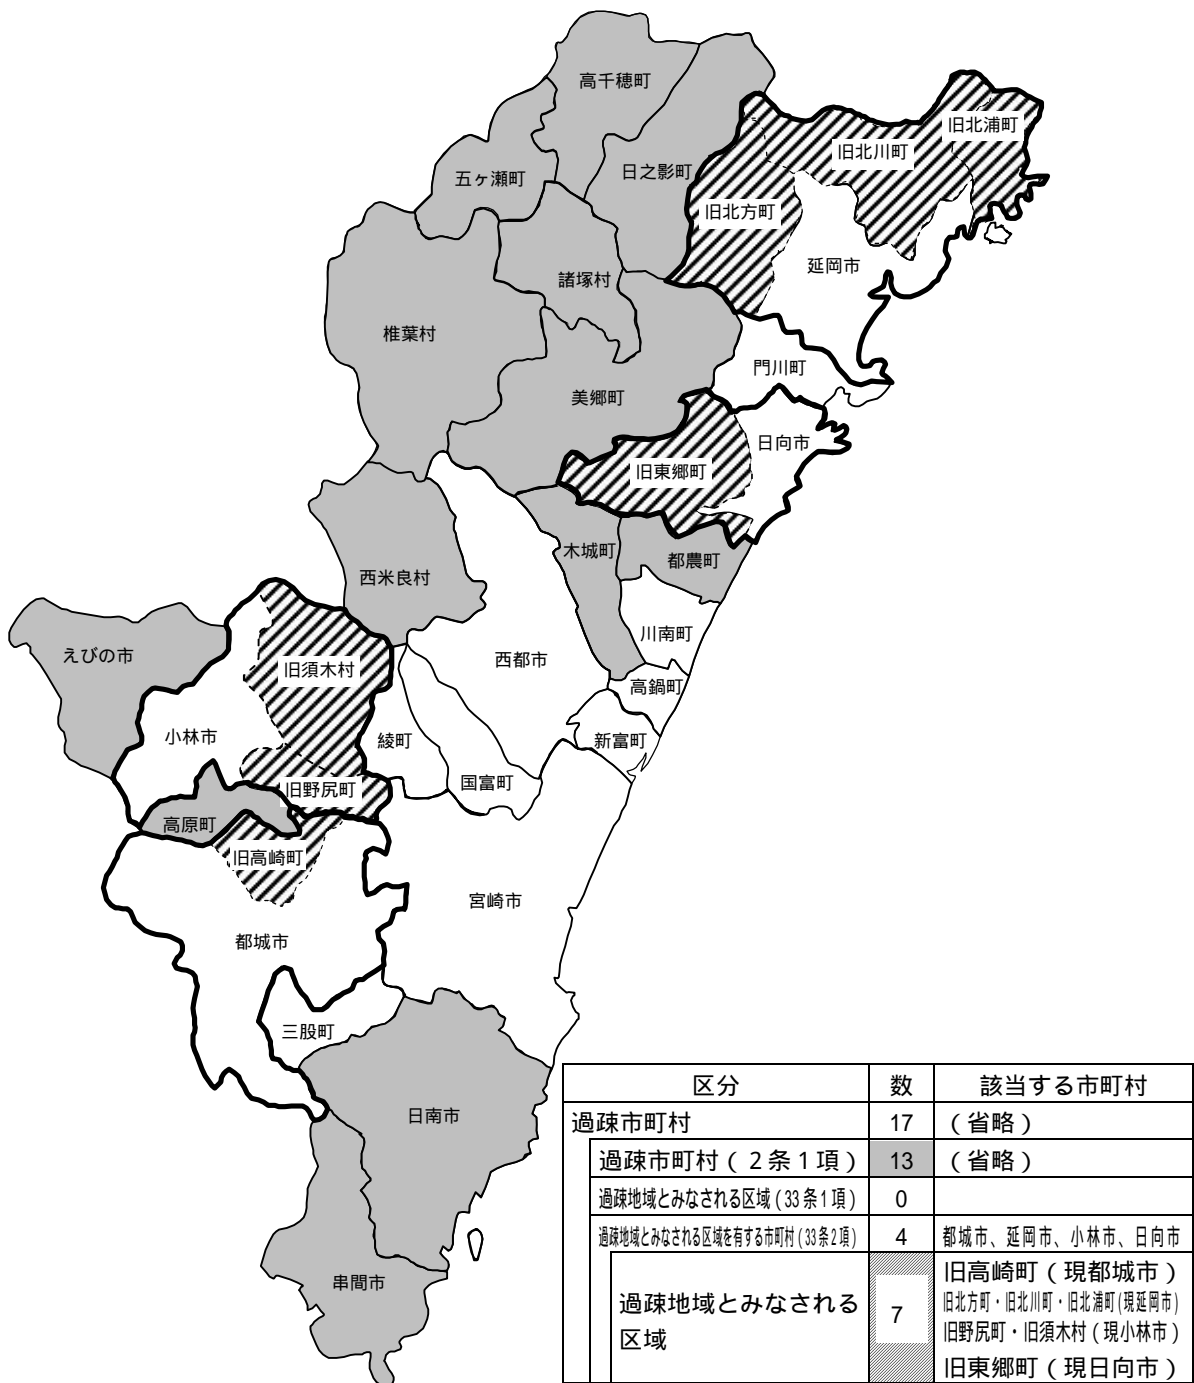 高千穂町
旧北浦町
旧北川町
日之影町
五ヶ瀬町
旧北方町
延岡市
諸塚村
椎葉村
門川町
美郷町
日向市
旧東郷町
木城町
都農町
西米良村
川南町
えびの市
西都市
旧須木村
高鍋町
小林市
綾町
新富町
国富町
旧野尻町
高原町
旧高崎町
宮崎市
都城市
三股町
日南市
串間市
区分 数 該当する市町村
過疎市町村 17 （省略）
過疎市町村（２条１項） 13 （省略）
過疎地域とみなされる区域（33条１項） 0
過疎地域とみなされる区域を有する市町村（33条２項） 4 都城市、延岡市、小林市、日向市
過疎地域とみなされる
区域
7
旧高崎町（現都城市）
旧北方町・旧北川町・旧北浦町(現延岡市)
旧野尻町・旧須木村（現小林市）
旧東郷町（現日向市）